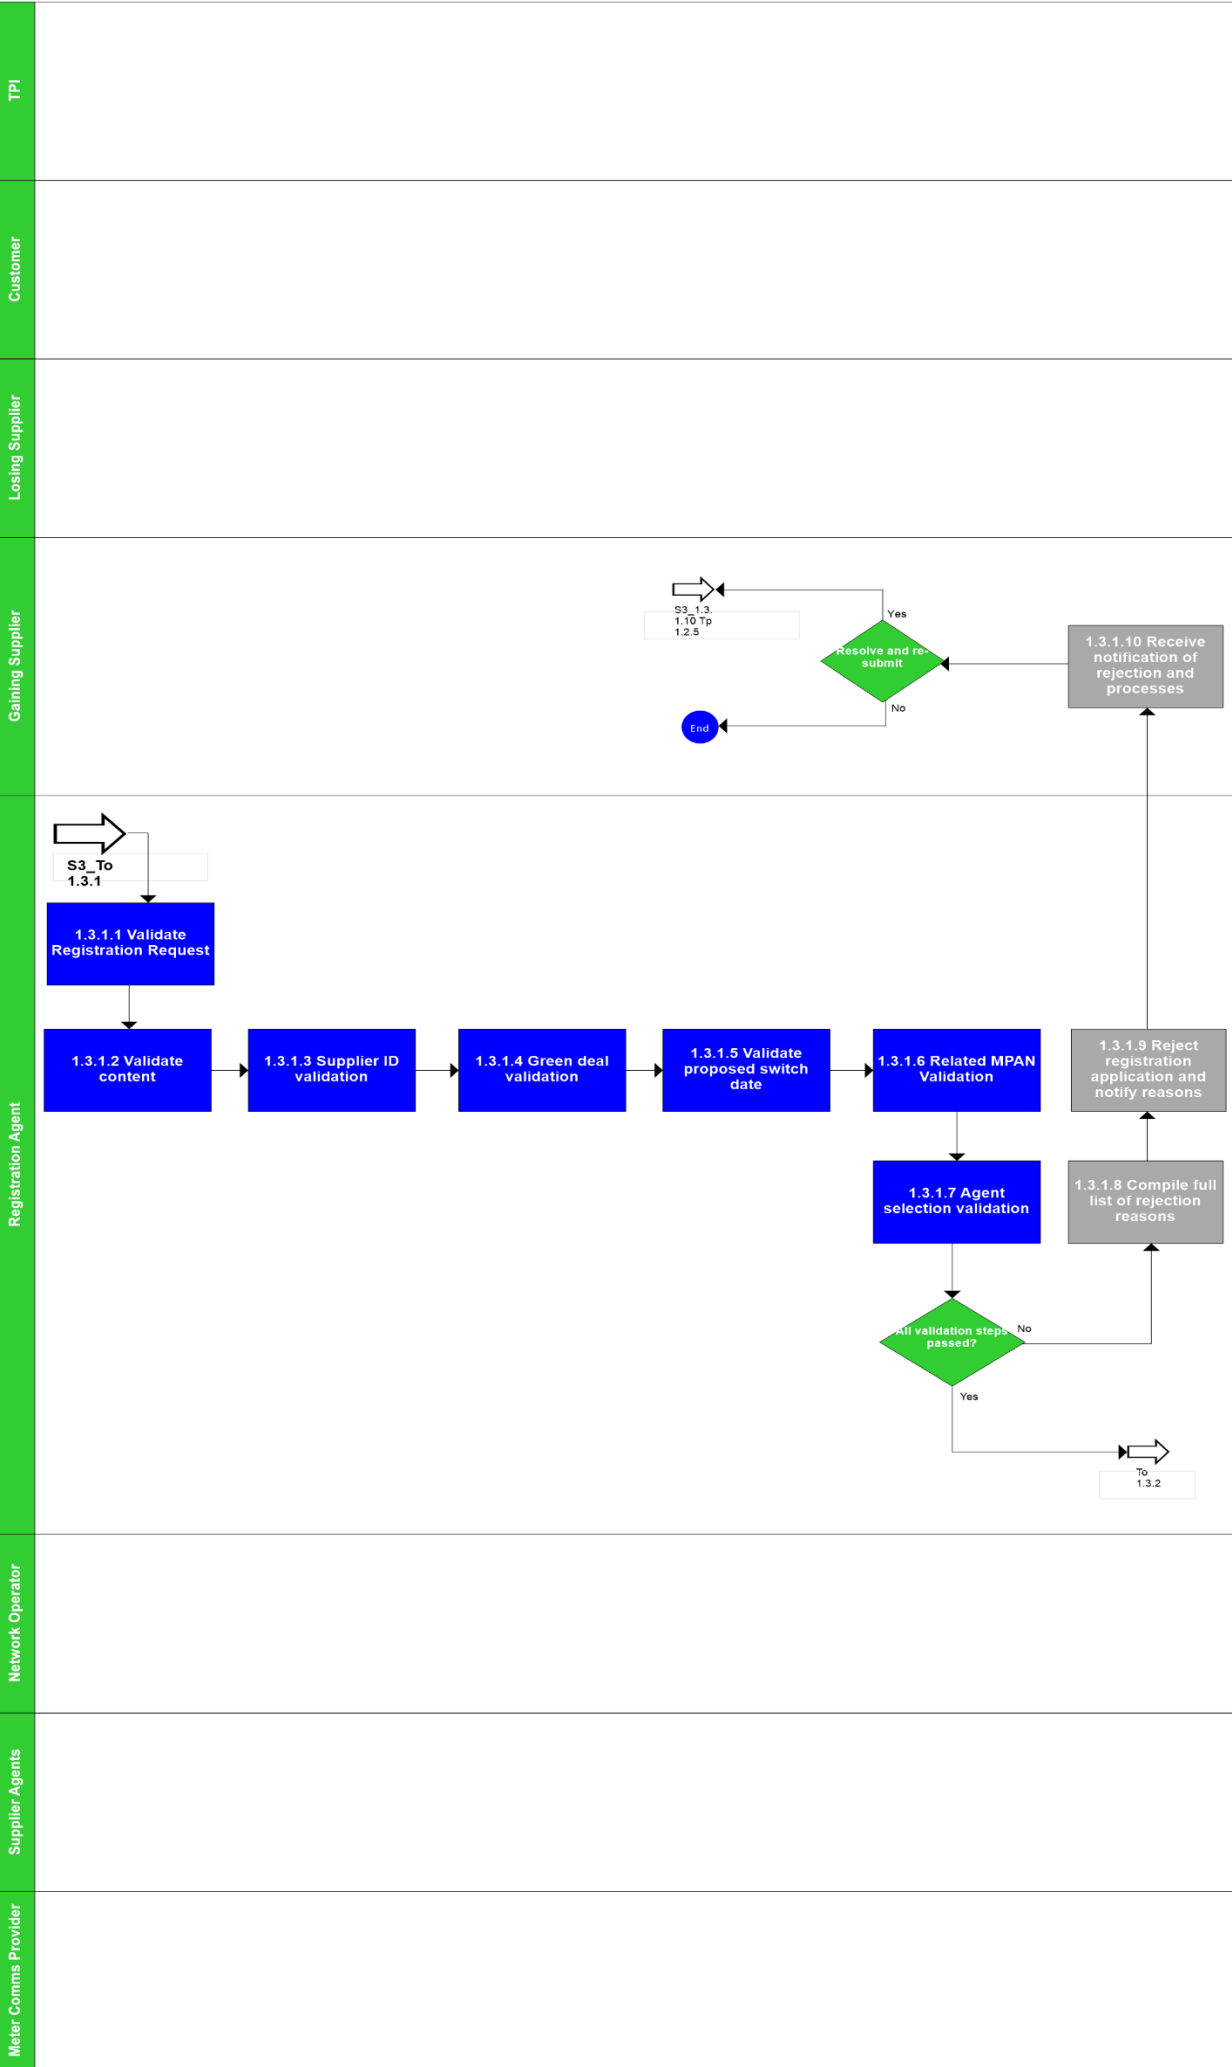 TPI
Customer
Losing Supplier
Gaining Supplier
S3_1.3.
1.10 Tp
1.2.5
Yes
Resolve and re-
submit
No
End
1.3.1.10 Receive
notification of
rejection and
processes
Registration Agent
S3_To
1.3.1
1.3.1.1 Validate
Registration Request
1.3.1.2 Validate
content
1.3.1.3 Supplier ID
validation
1.3.1.4 Green deal
validation
1.3.1.5 Validate
proposed switch
date
1.3.1.6 Related MPAN
Validation
1.3.1.9 Reject
registration
application and
notify reasons
1.3.1.7 Agent
selection validation
1.3.1.8 Compile full
list of rejection
reasons
All validation steps
passed?
No
Yes
To
1.3.2
Network Operator
Supplier Agents
Meter Comms Provider